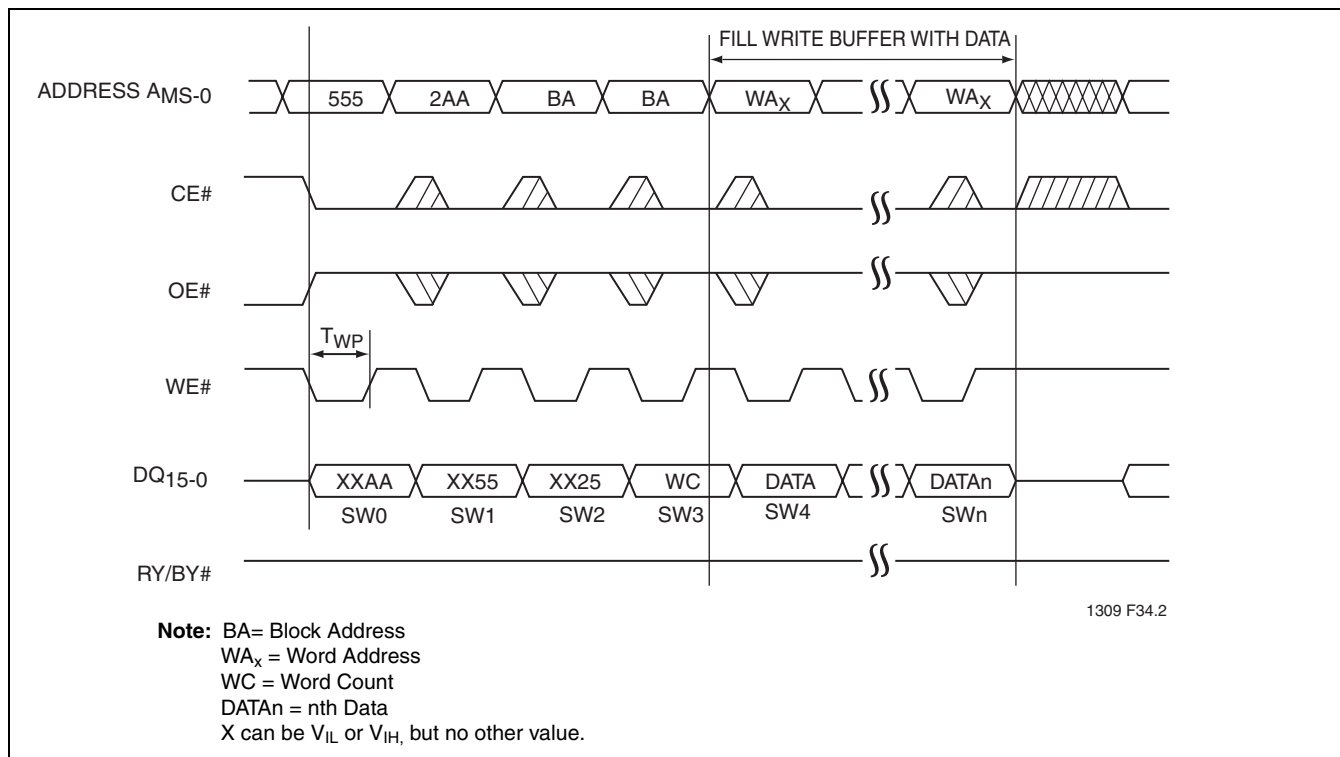 FILL WRITE BUFFER WITH DATA
ADDRESS AMS-0
555 2AA BA BA WAX WAX
CE#
OE#
TWP
WE#
DQ15-0
XXAA XX55 XX25 WC DATA DATAn
SW0 SW1 SW2 SW3 SW4 SWn
RY/BY#
1309 F34.2
Note: BA= Block Address
WAx = Word Address
WC = Word Count
DATAn = nth Data
X can be VIL or VIH, but no other value.